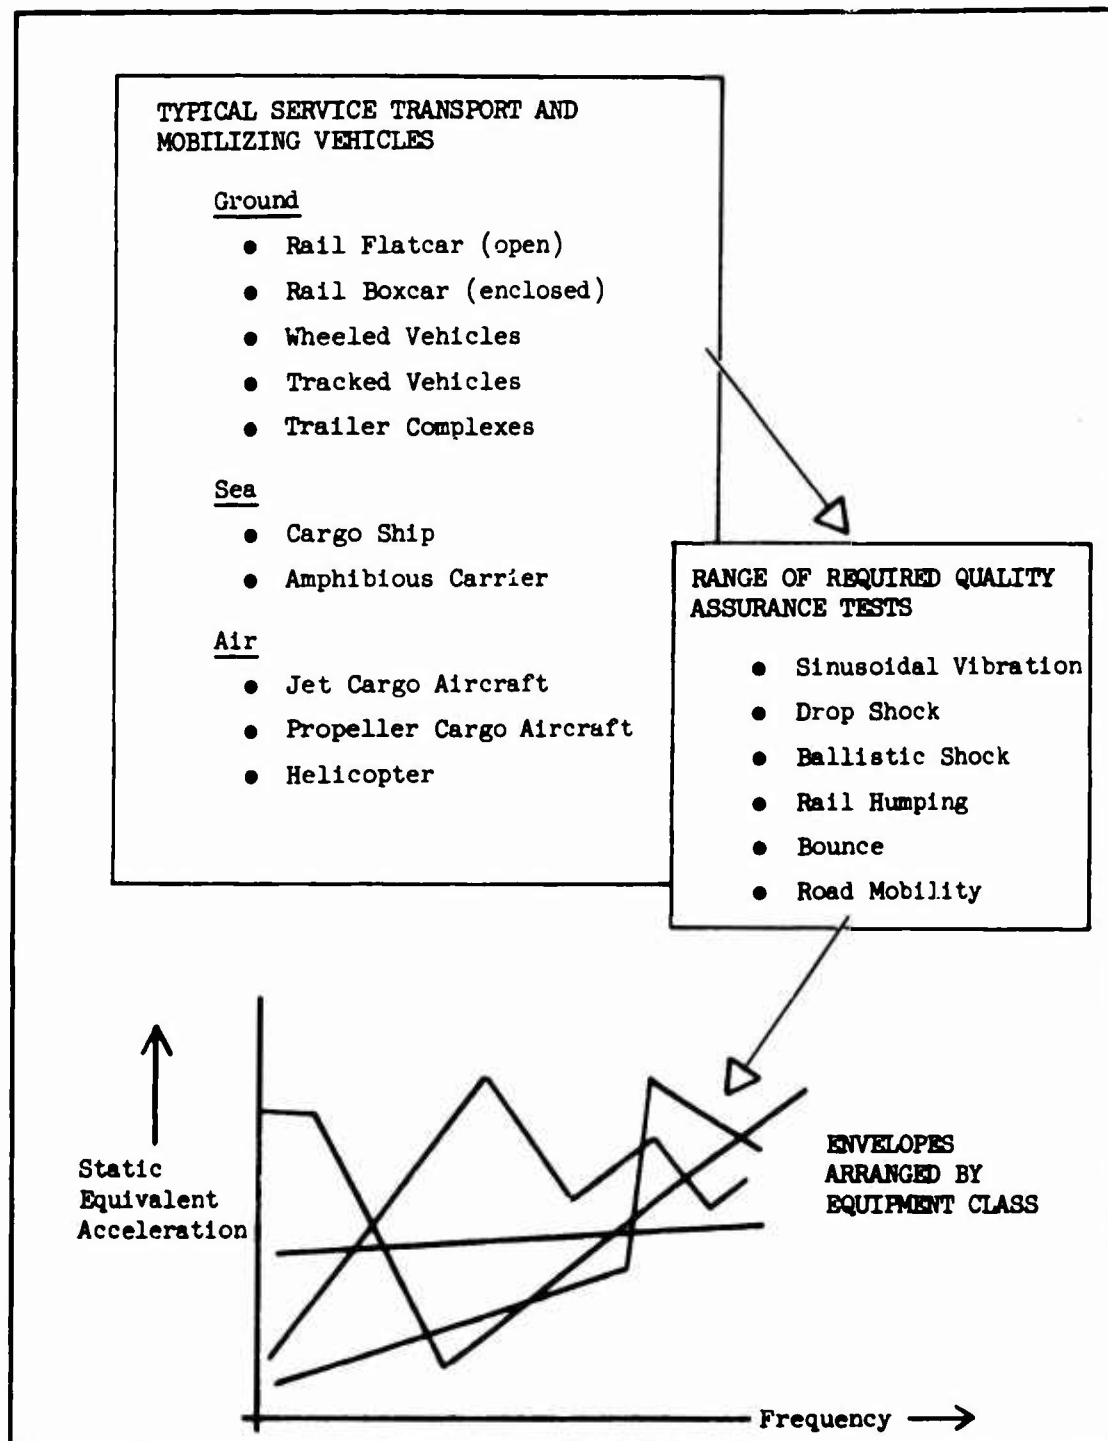 TYPICAL SERVICE TRANSPORT AND
MOBILIZING VEHICLES
Ground
● Rail Flatcar (open)
● Rail Boxcar (enclosed)
● Wheeled Vehicles
● Tracked Vehicles
● Trailer Complexes
Sea
● Cargo Ship
● Amphibious Carrier
Air
● Jet Cargo Aircraft
● Propeller Cargo Aircraft
● Helicopter
RANGE OF REQUIRED QUALITY
ASSURANCE TESTS
● Sinusoidal Vibration
● Drop Shock
● Ballistic Shock
● Rail Humping
● Bounce
● Road Mobility
Static
Equivalent
Acceleration
ENVELOPES
ARRANGED BY
EQUIPMENT CLASS
Frequency